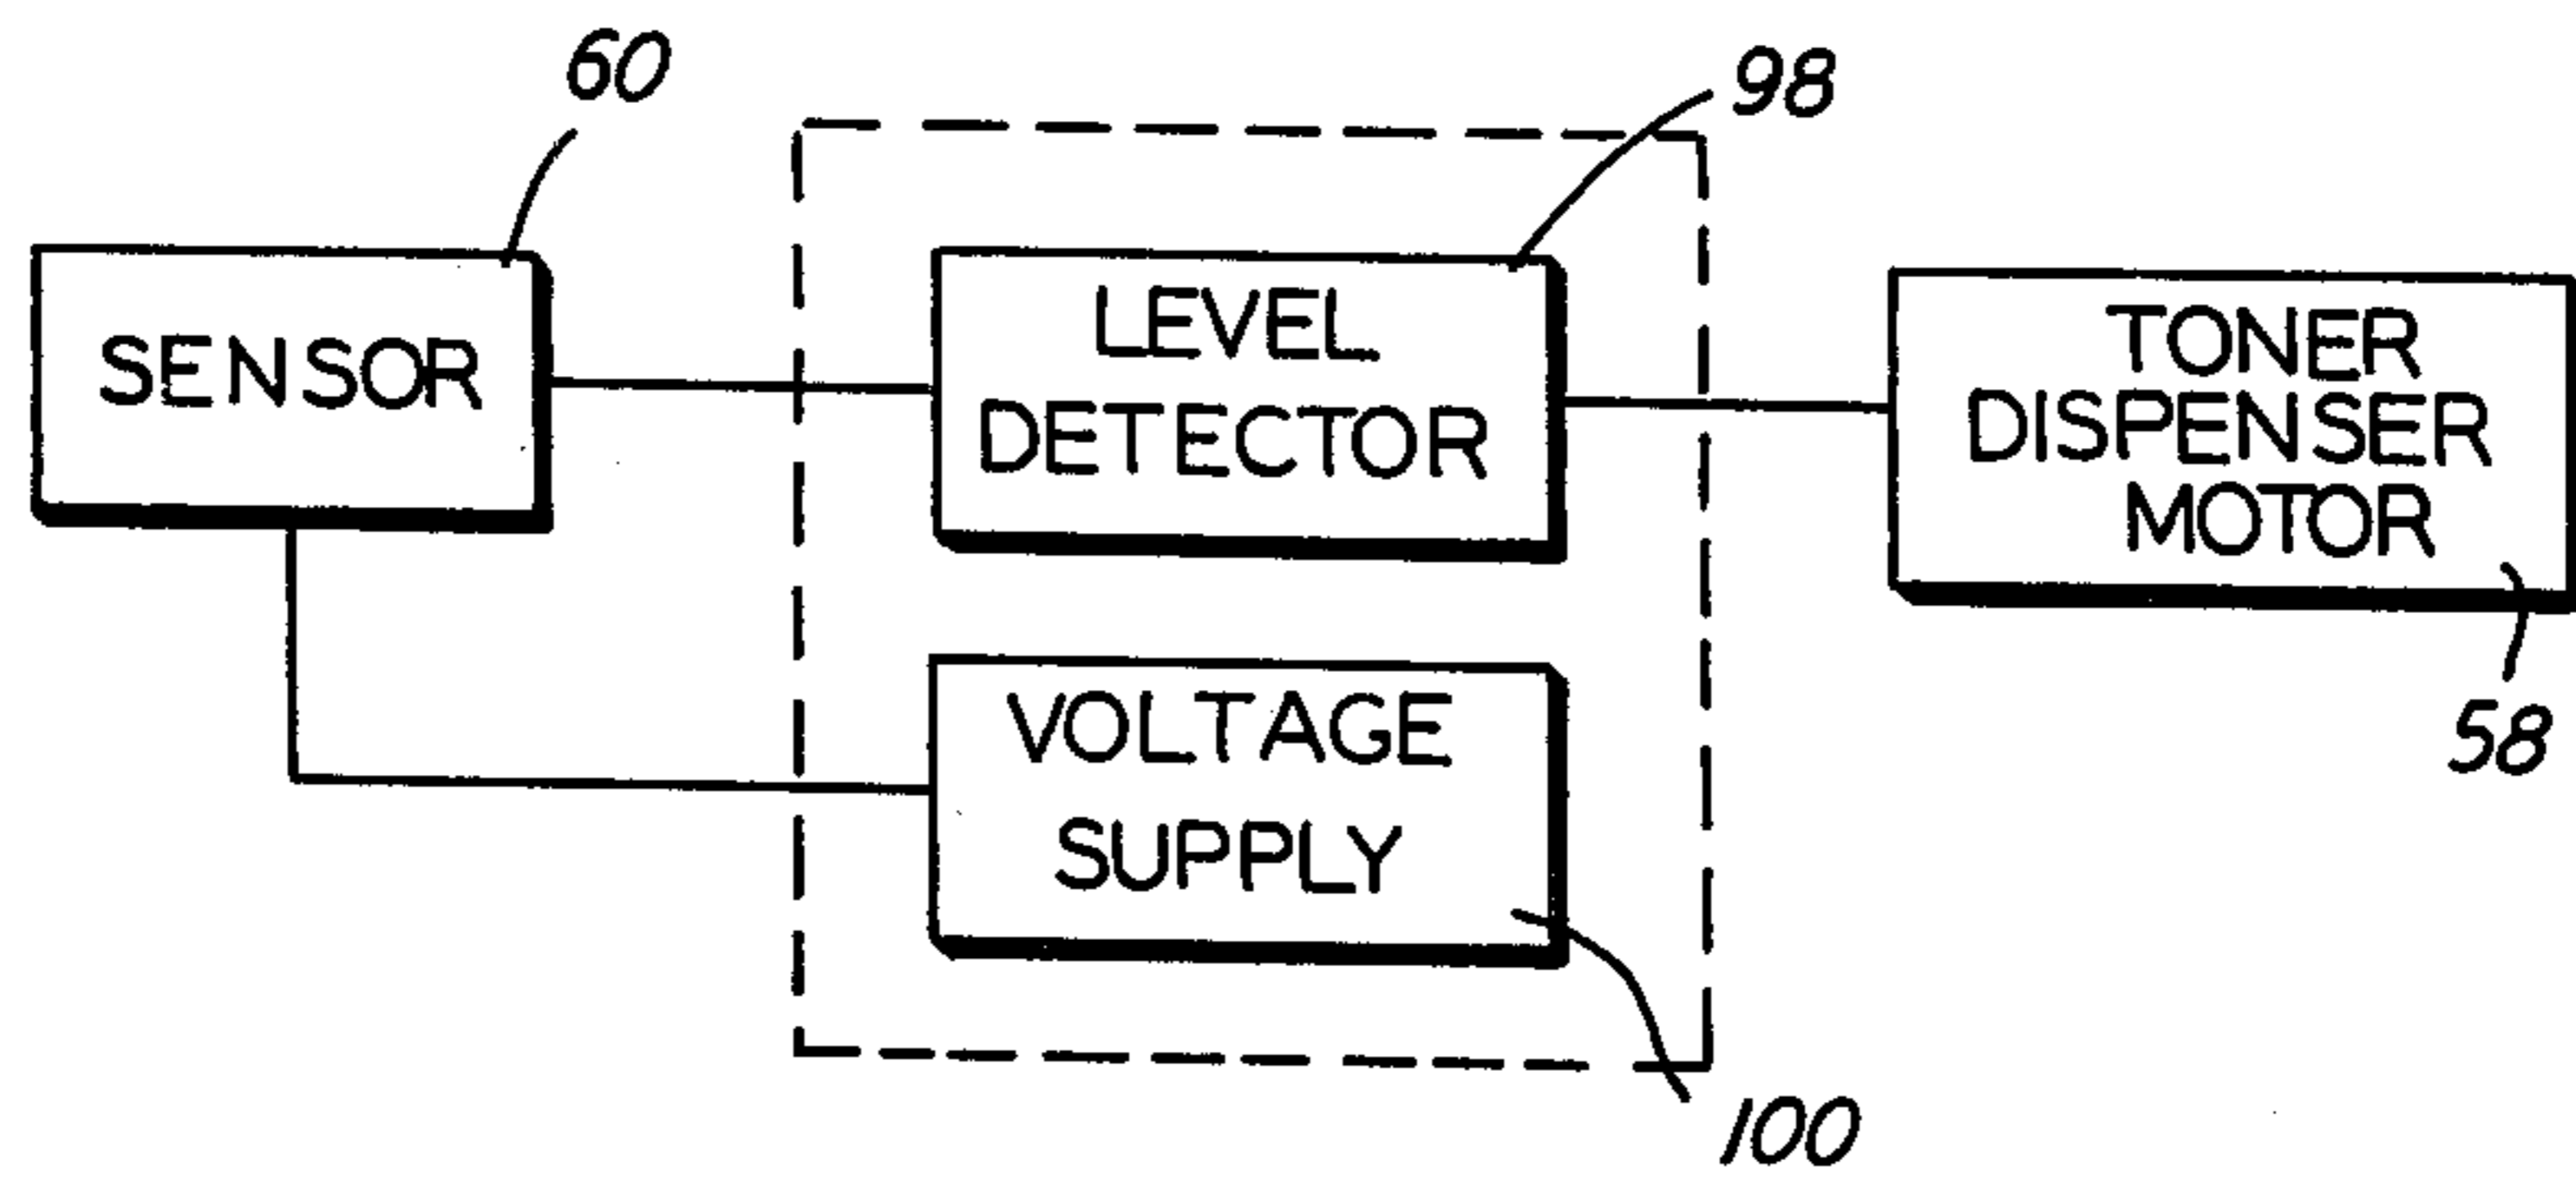 60
98
SENSOR
LEVEL
DETECTOR
TONER
DISPENSER
MOTOR
58
VOLTAGE
SUPPLY
100